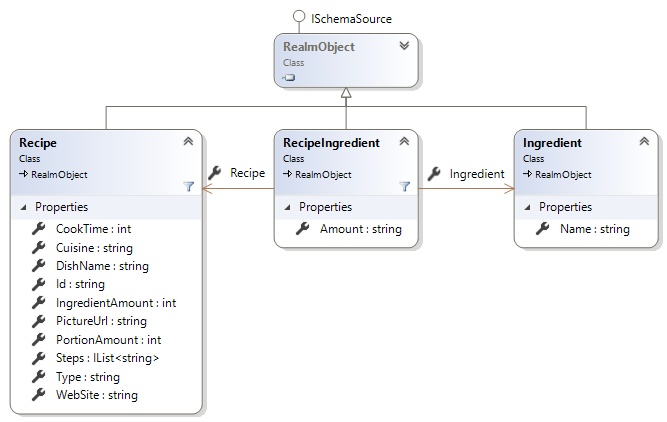 ISchemaSource
RealmObject
Class
Recipe
Class
RealmObject
Properties
CookTime : int
Cuisine : string
DishName : string
Id : string
IngredientAmount : int
PictureUrl : string
PortionAmount : int
Steps : IList<string>
Type : string
WebSite : string
Recipe
RecipeIngredient
Class
RealmObject
Properties
Amount : string
Ingredient
Ingredient
Class
RealmObject
Properties
Name : string